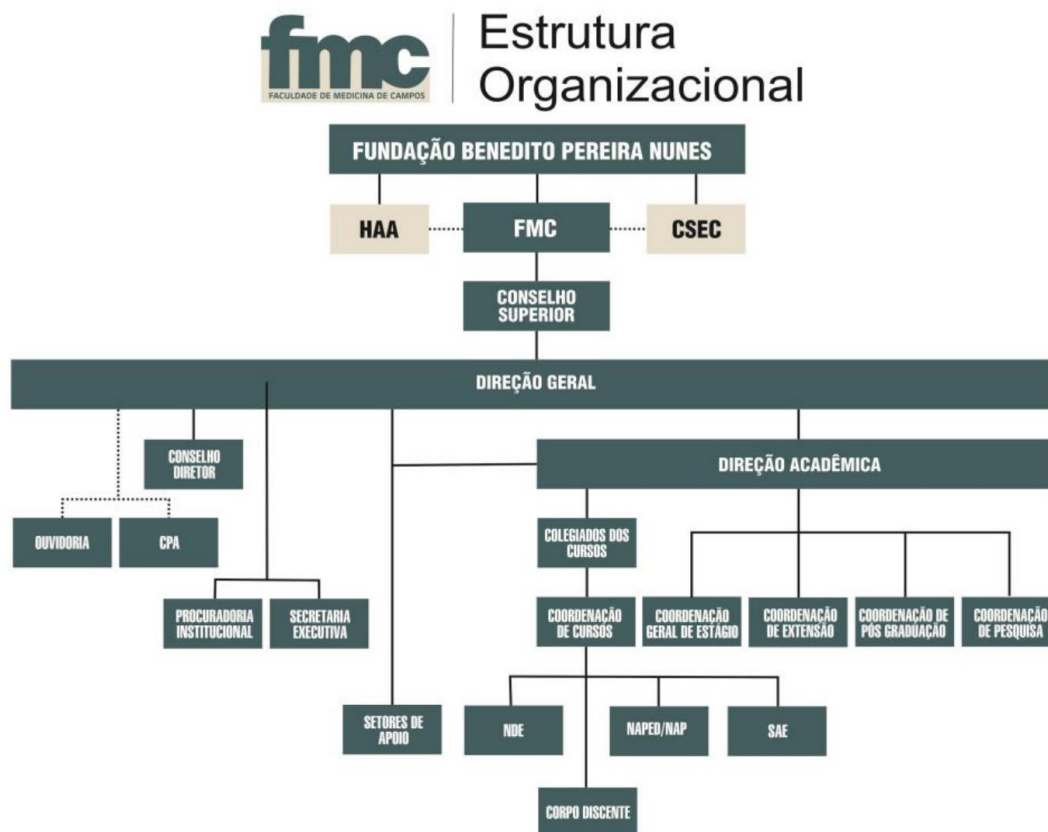 fmc
FACULDADE DE MEDICINA DE CAMPOS
Estrutura
Organizacional
FUNDAÇÃO BENEDITO PEREIRA NUNES
HAA
FMC
CSEC
CONSELHO
SUPERIOR
DIREÇÃO GERAL
CONSELHO
DIRETOR
DIREÇÃO ACADÊMICA
OUVIDORIA
CPA
COLEGIADOS DOS
CURSOS
PROCURADORIA
INSTITUCIONAL
SECRETARIA
EXECUTIVA
COORDENAÇÃO
DE CURSOS
COORDENAÇÃO
GERAL DE ESTÁGIO
COORDENAÇÃO
DE EXTENSÃO
COORDENAÇÃO DE
PÓS GRADUAÇÃO
COORDENAÇÃO
DE PESQUISA
SETORES DE
APOIO
NDE
NAPED/NAP
SAE
CORPO DISCENTE